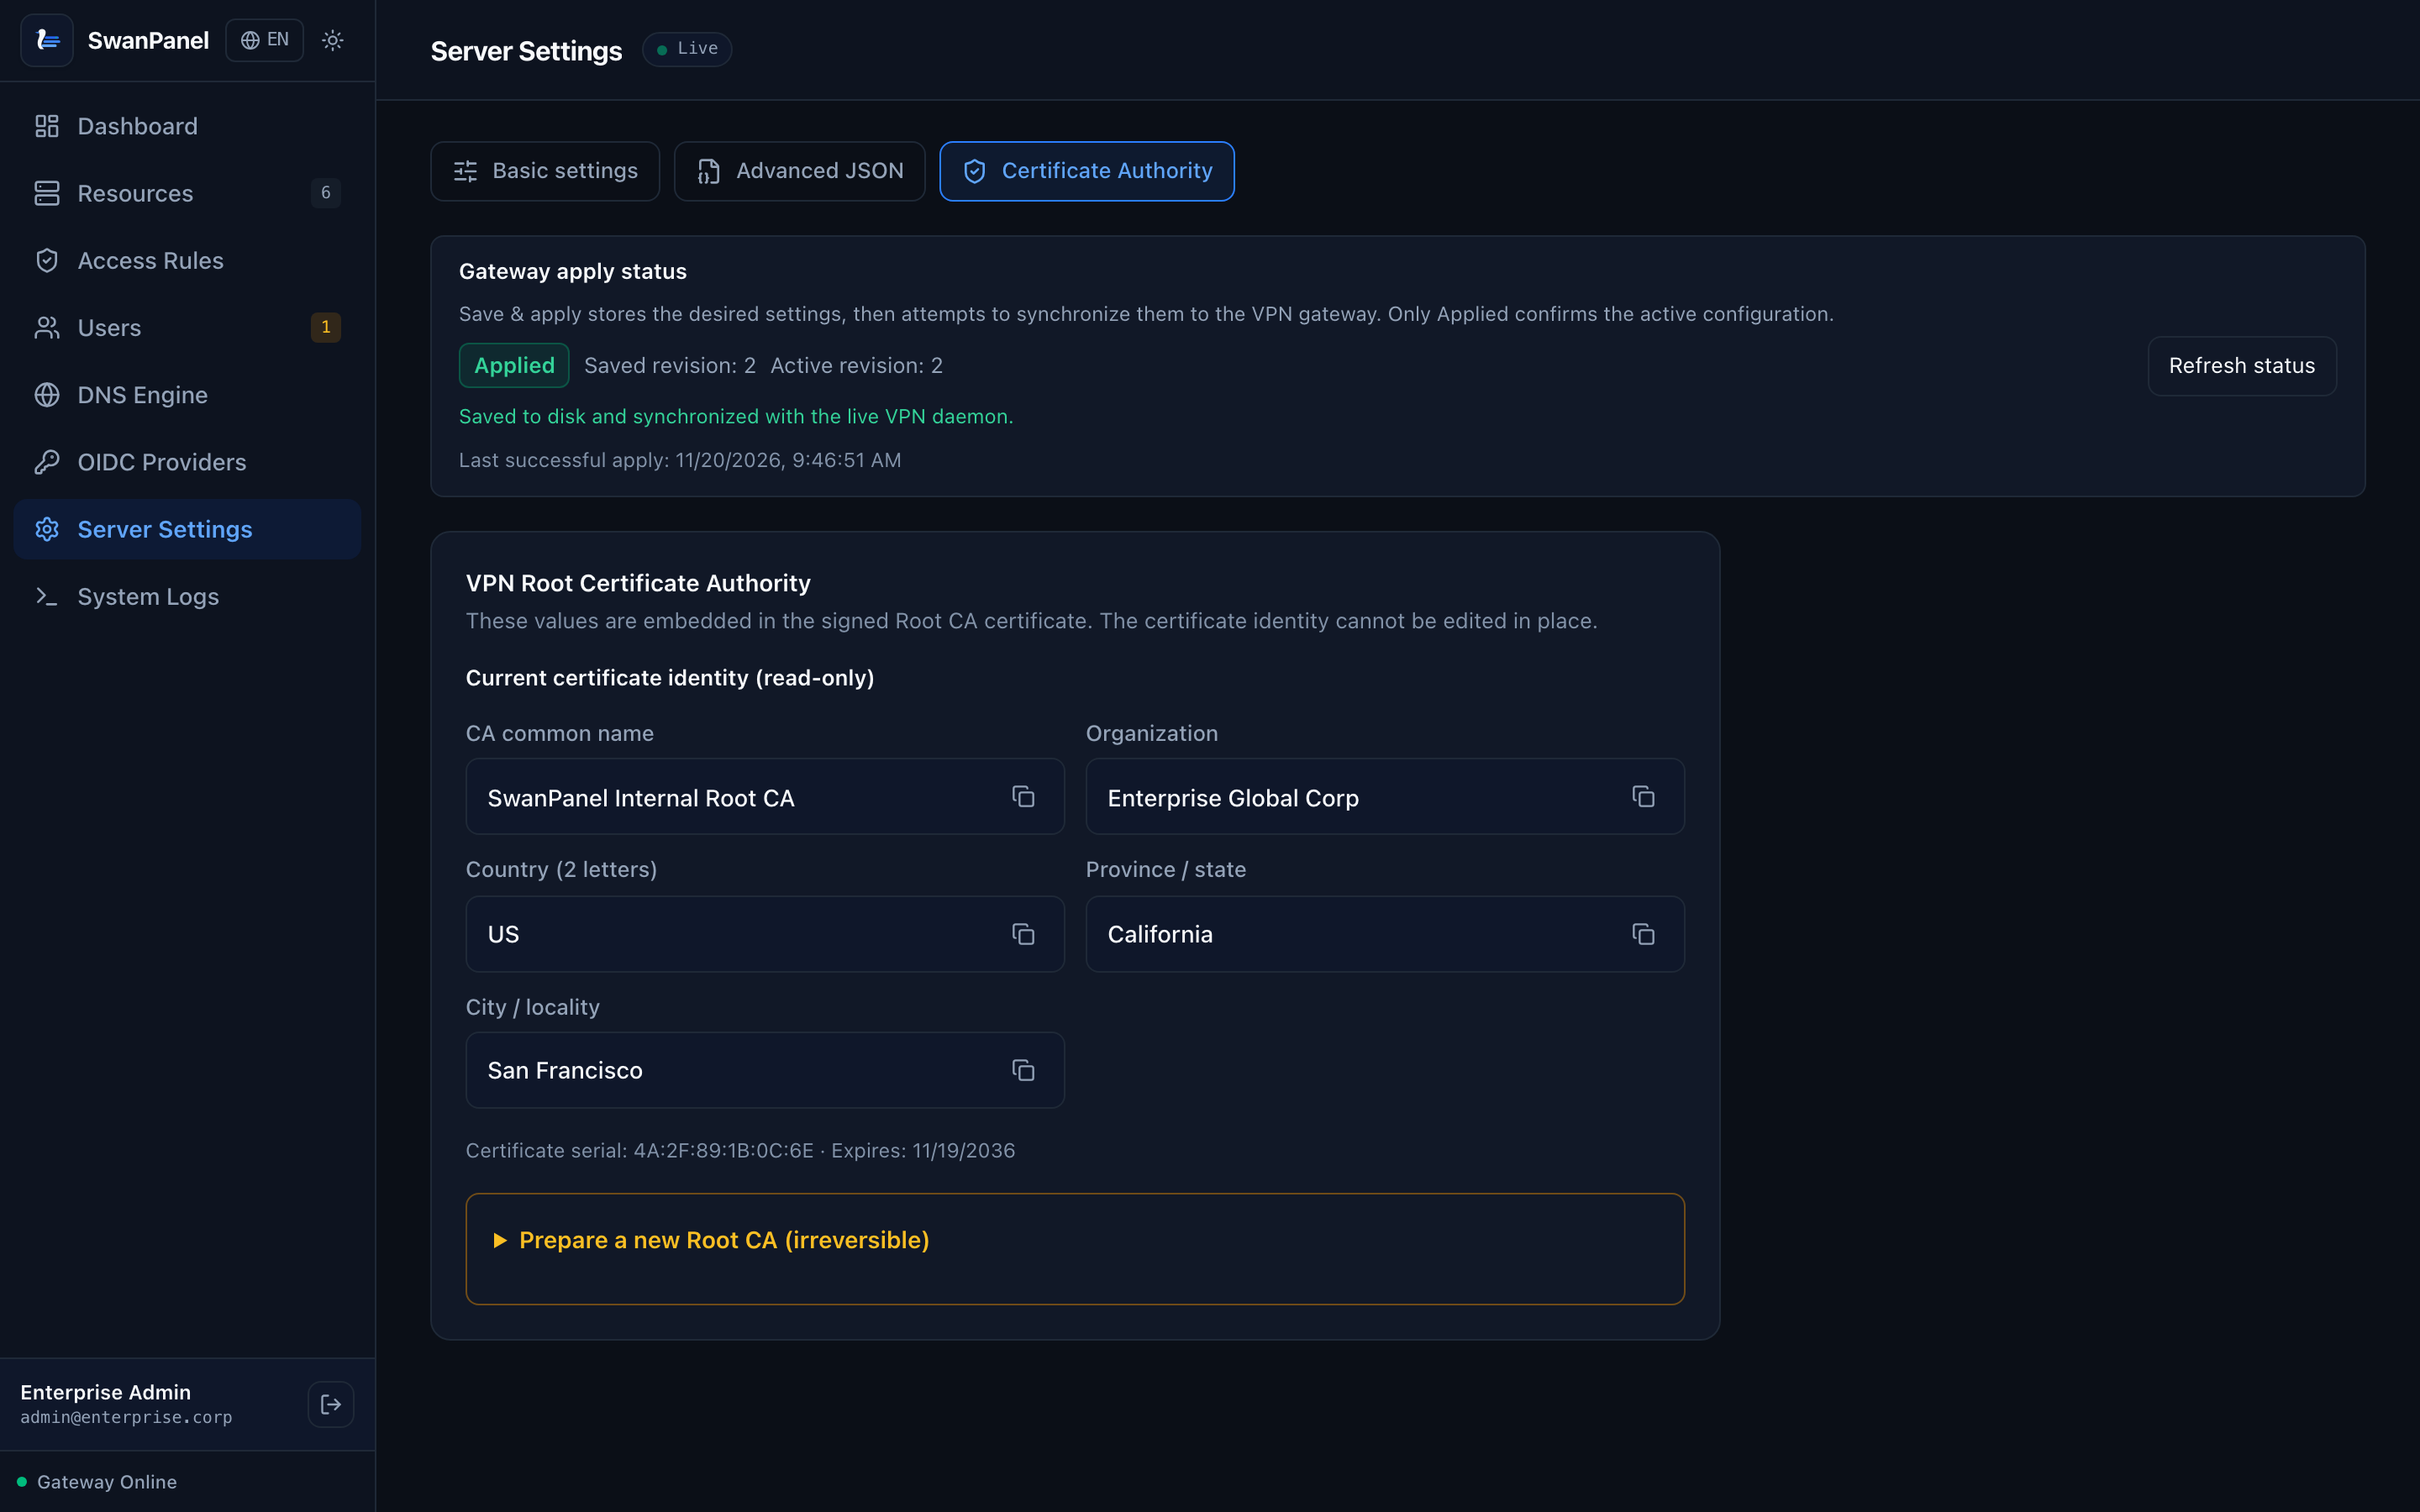 SwanPanel
EN
Dashboard
Resources
6
Access Rules
Users
1
DNS Engine
OIDC Providers
Server Settings
System Logs
Enterprise Admin
admin@enterprise.corp
Gateway Online
Server Settings
Live
Basic settings
Advanced JSON
Certificate Authority
Gateway apply status
Save & apply stores the desired settings, then attempts to synchronize them to the VPN gateway. Only Applied confirms the active configuration.
Applied Saved revision: 2 Active revision: 2
Refresh status
Saved to disk and synchronized with the live VPN daemon.
Last successful apply: 11/20/2026, 9:46:51 AM
VPN Root Certificate Authority
These values are embedded in the signed Root CA certificate. The certificate identity cannot be edited in place.
Current certificate identity (read-only)
CA common name
SwanPanel Internal Root CA
Organization
Enterprise Global Corp
Country (2 letters)
US
Province / state
California
City / locality
San Francisco
Certificate serial: 4A:2F:89:1B:0C:6E · Expires: 11/19/2036
Prepare a new Root CA (irreversible)